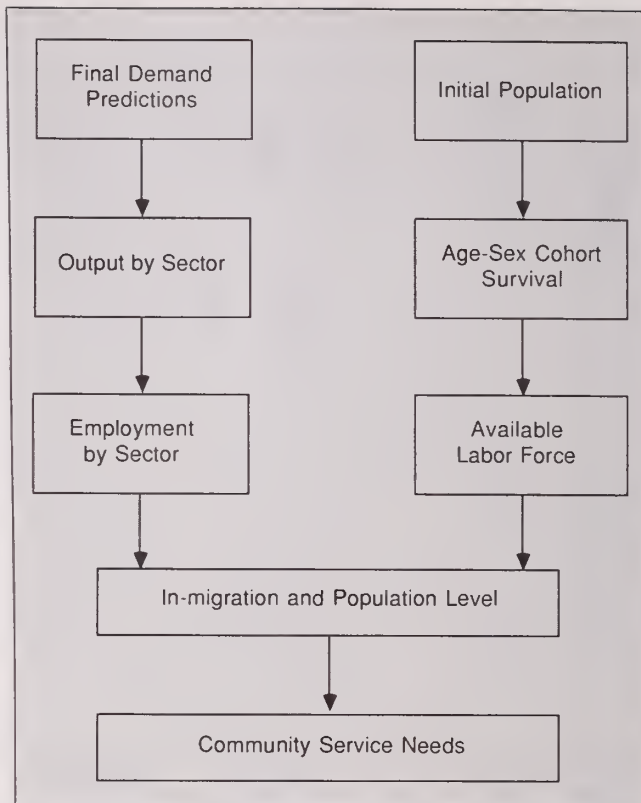 Final Demand
Predictions
Initial Population
Output by Sector
Age-Sex Cohort
Survival
Employment
by Sector
Available
Labor Force
In-migration and Population Level
Community Service Needs